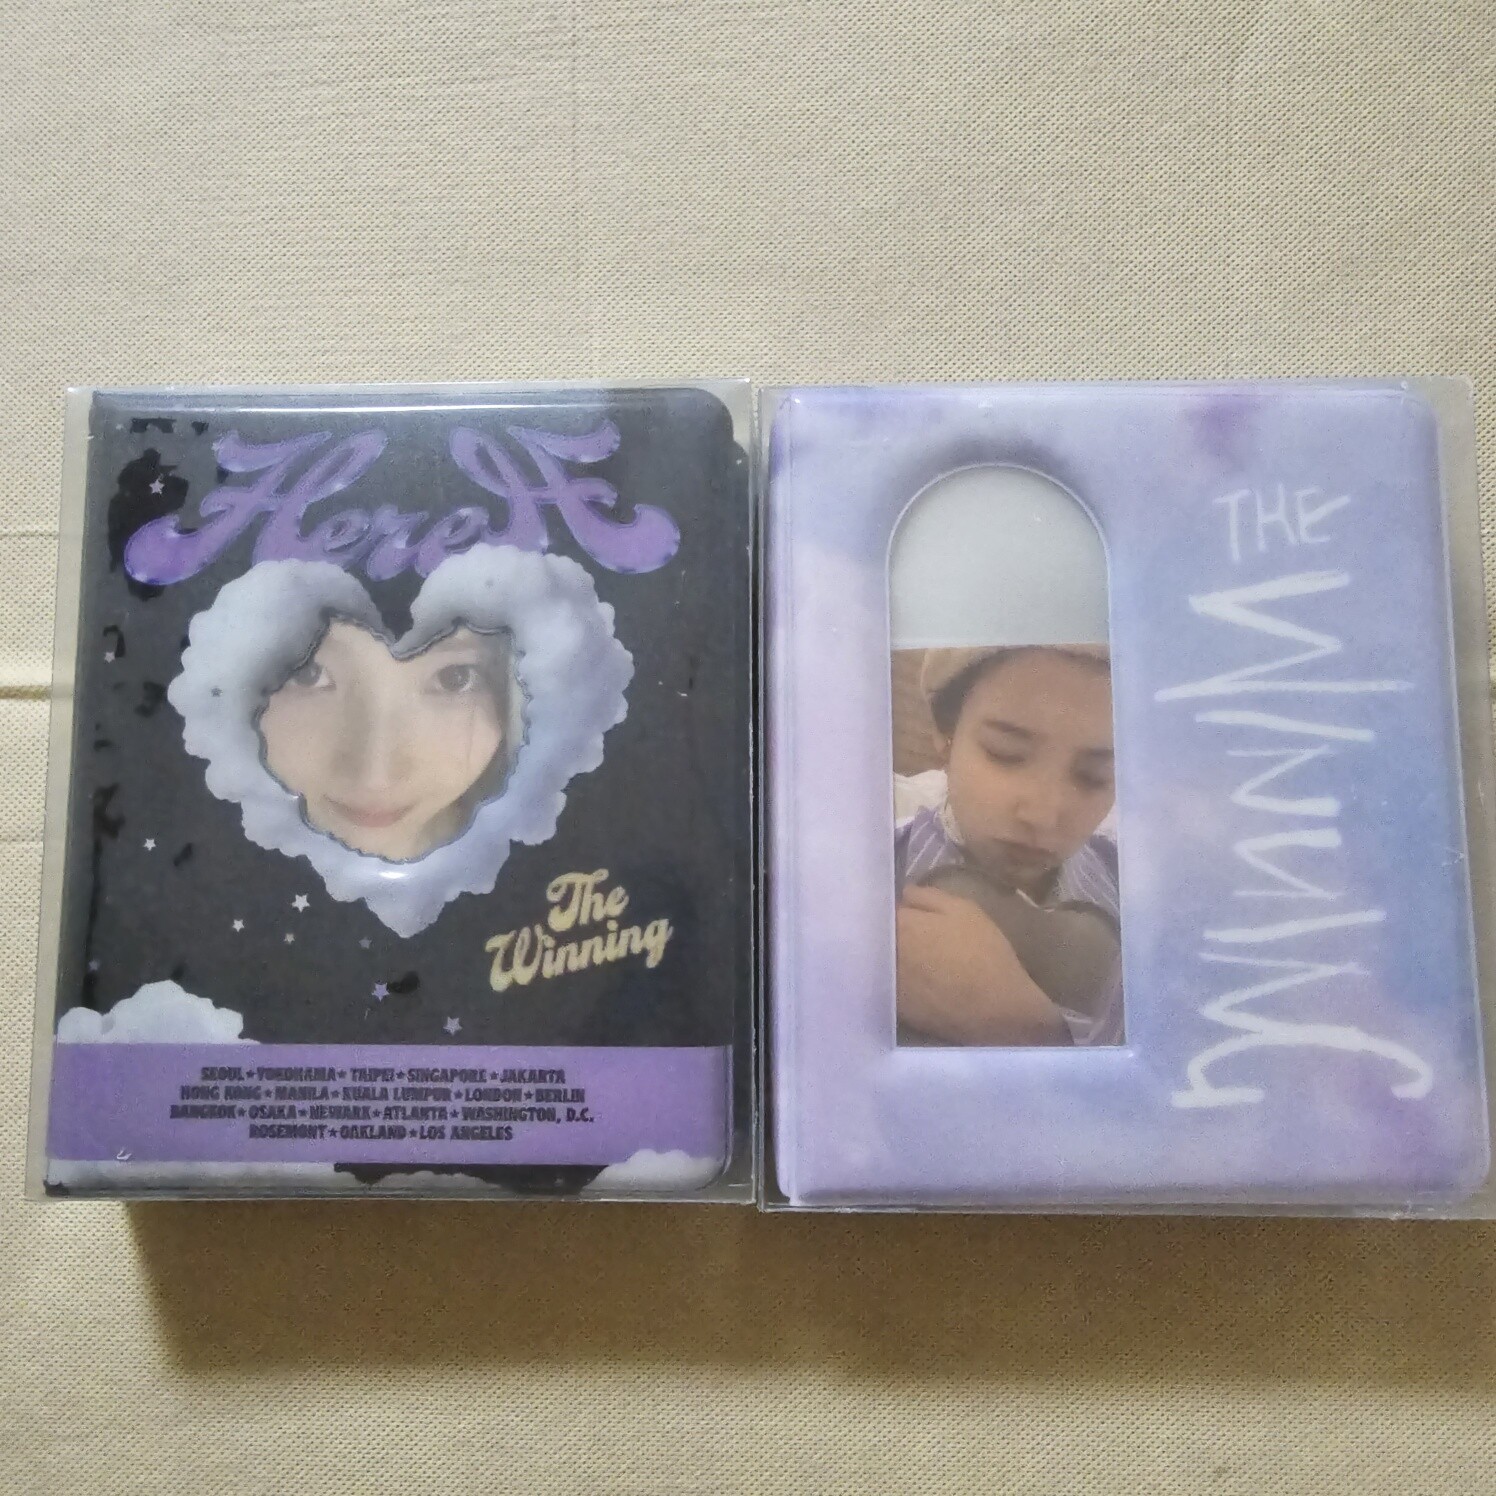 HereH
The
Winning
SEOUL★YOKOHAMA★TAIPEI★SINGAPORE★JAKARTA
HONG KONG★MANILA★KUALA LUMPUR★LONDON★BERLIN
BANGKOK★OSAKA★NEWARK★ATLANTA★WASHINGTON, D.C.
ROSEMONT★OAKLAND★LOS ANGELES
THE
WINNING